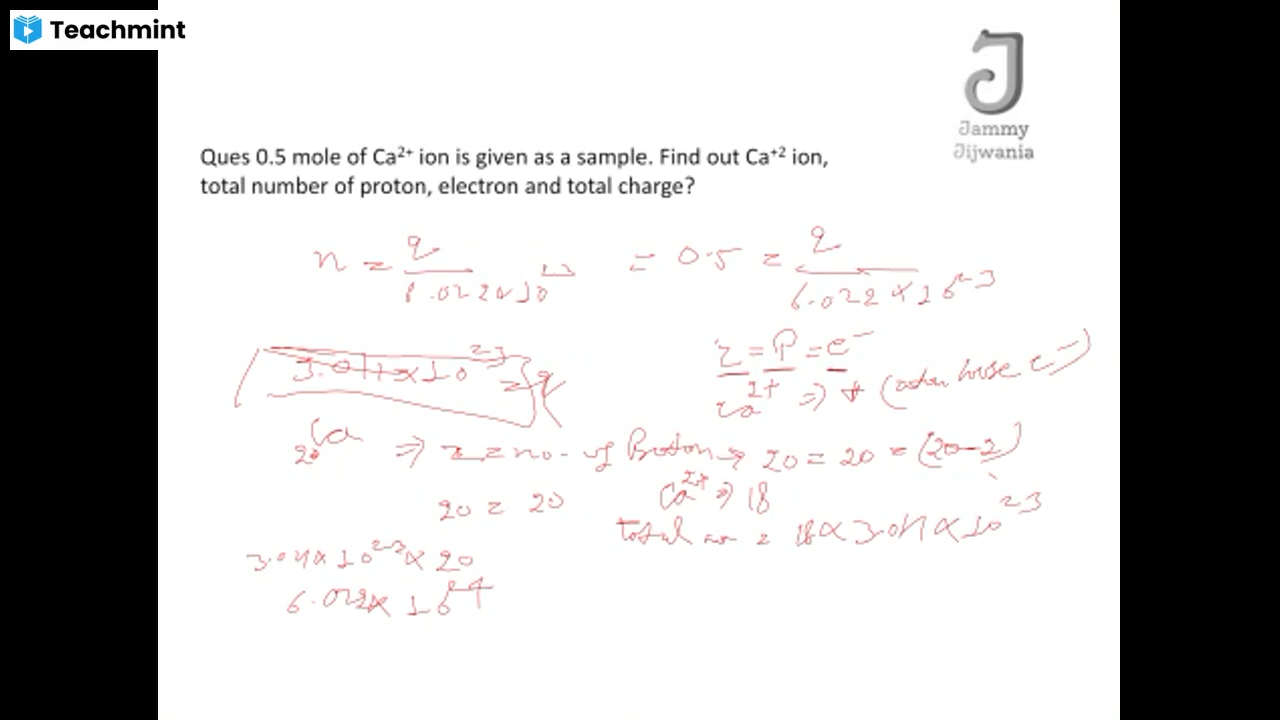 Teachmint
Jammy
Jijwania
Ques 0.5 mole of Ca²⁺ ion is given as a sample. Find out Ca⁺² ion,
total number of proton, electron and total charge?
n = q / 6.022 x 10²³ = 0.5 = q / 6.022 x 10²³
3.011 x 10²³ = q
Z = P = e⁻
Ca²⁺ ⇒ + ( loose e⁻)
₂₀Ca ⇒ Z = no. of Proton ⇒ 20 = 20 = (20-2)
20 = 20 Ca²⁺ ⇒ 18
total no = 18 x 3.011 x 10²³
3.011 x 10²³ x 20
6.022 x 10²⁴